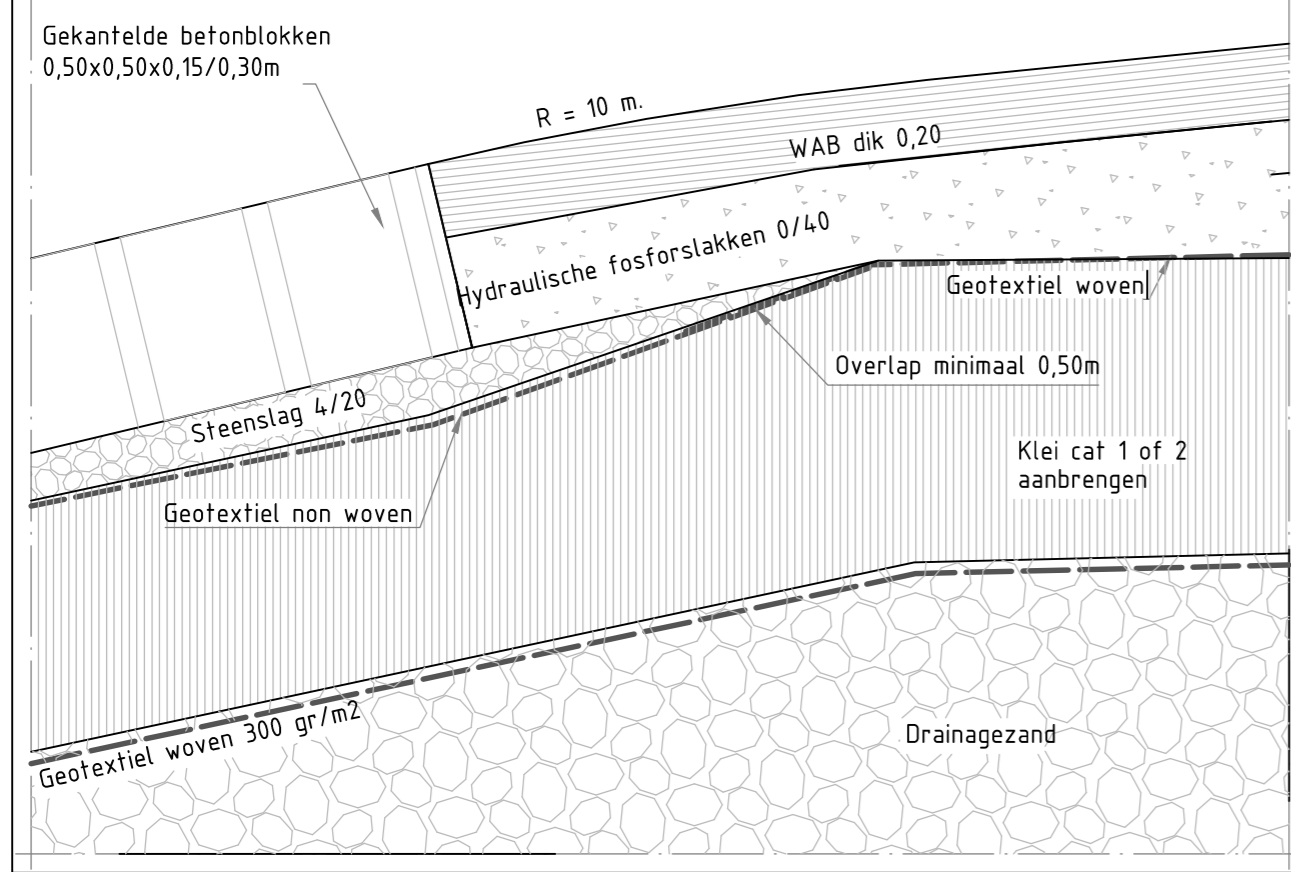 Gekantelde betonblokken
0,50x0,50x0,15/0,30m
R = 10 m.
WAB dik 0,20
Hydraulische fosforslakken 0/40
Geotextiel woven
Overlap minimaal 0,50m
Steenslag 4/20
Klei cat 1 of 2
aanbrengen
Geotextiel non woven
Geotextiel woven 300 gr/m2
Drainagezand